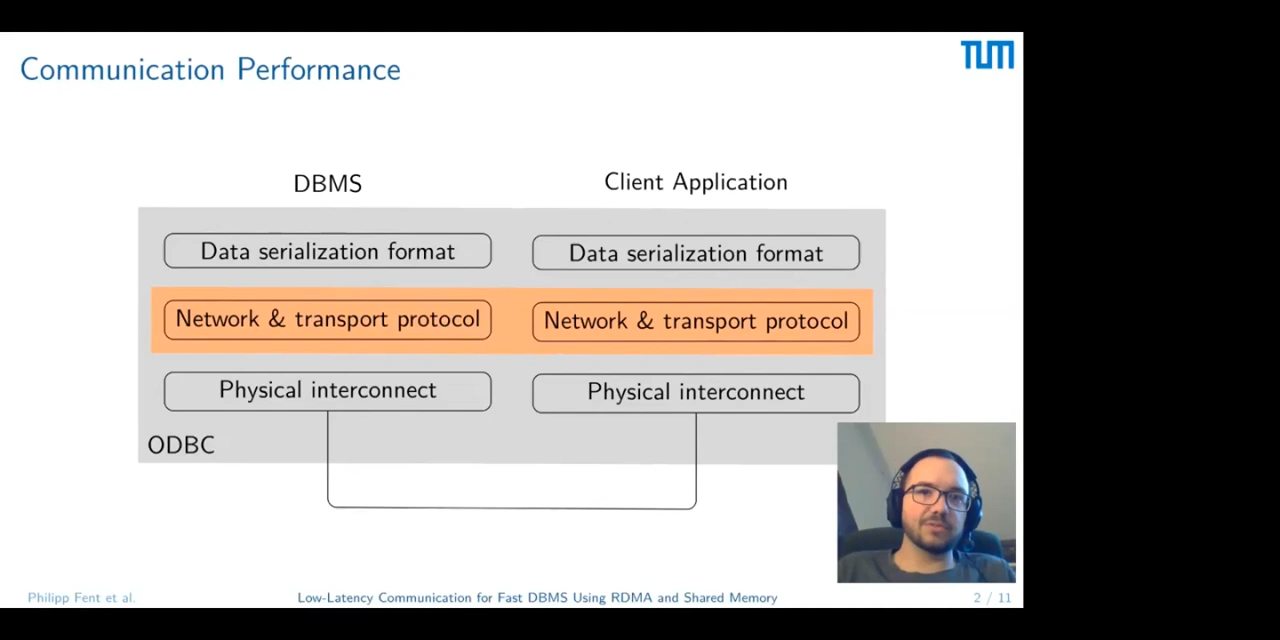 Communication Performance
TUM
DBMS
Client Application
Data serialization format
Data serialization format
Network & transport protocol
Network & transport protocol
Physical interconnect
Physical interconnect
ODBC
Philipp Fent et al.
Low-Latency Communication for Fast DBMS Using RDMA and Shared Memory
2 / 11